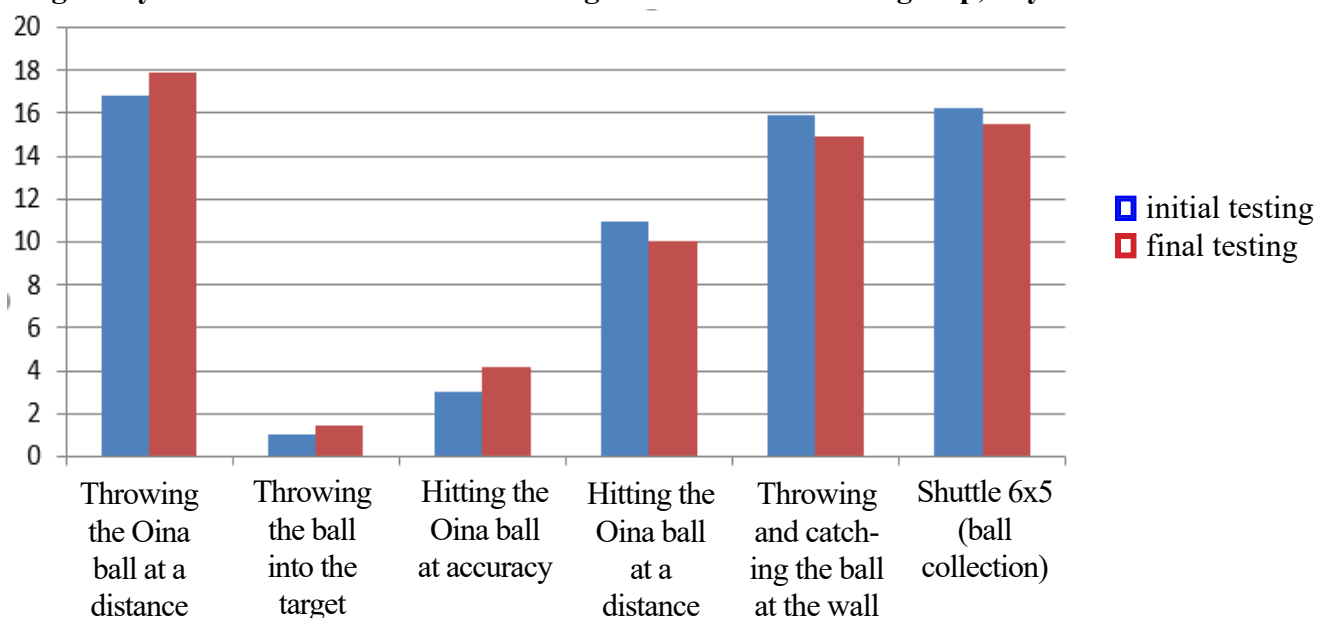 20
18
16
14
12
10
8
6
4
2
0
initial testing
final testing
Throwing
the Oina
ball at a
distance
Throwing
the ball
into the
target
Hitting the
Oina ball
at accuracy
Hitting the
Oina ball
at a
distance
Throwing
and catch-
ing the ball
at the wall
Shuttle 6x5
(ball
collection)